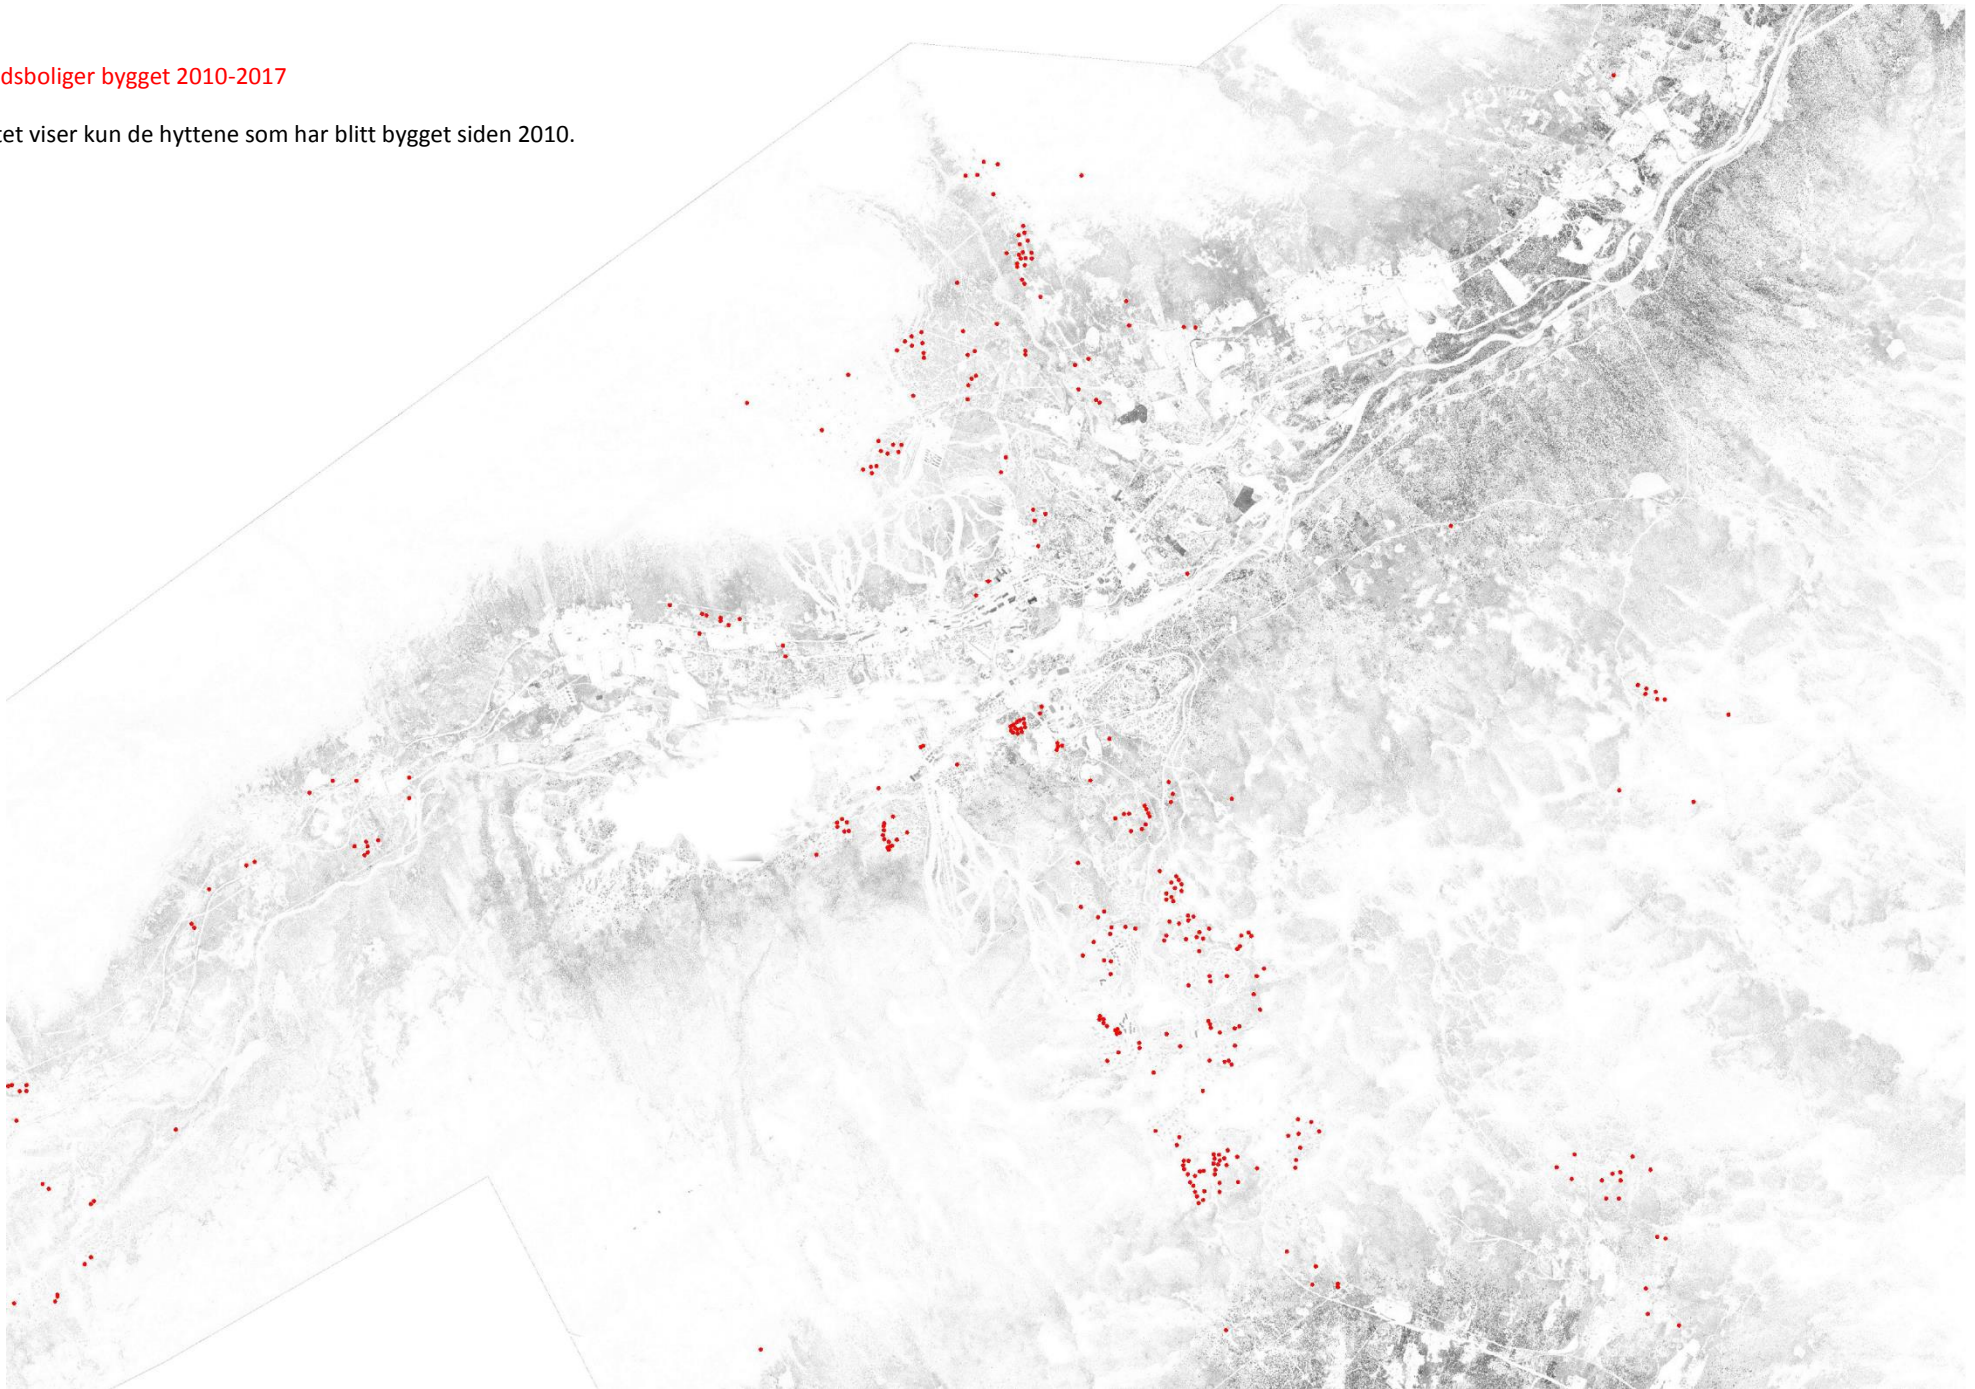 dsboliger bygget 2010-2017
tet viser kun de hyttene som har blitt bygget siden 2010.